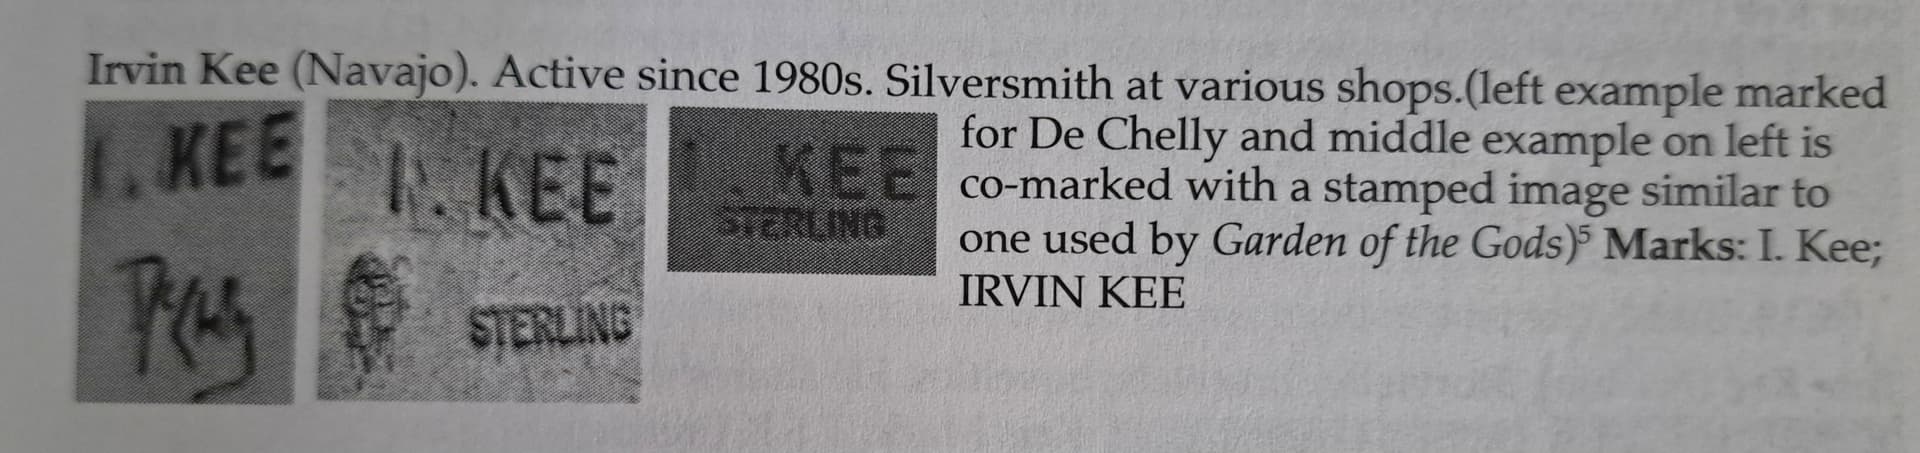 Irvin Kee (Navajo). Active since 1980s. Silversmith at various shops.(left example marked
for De Chelly and middle example on left is
co-marked with a stamped image similar to
one used by Garden of the Gods)⁵ Marks: I. Kee;
IRVIN KEE
I. KEE
I. KEE
STERLING
I. KEE
STERLING